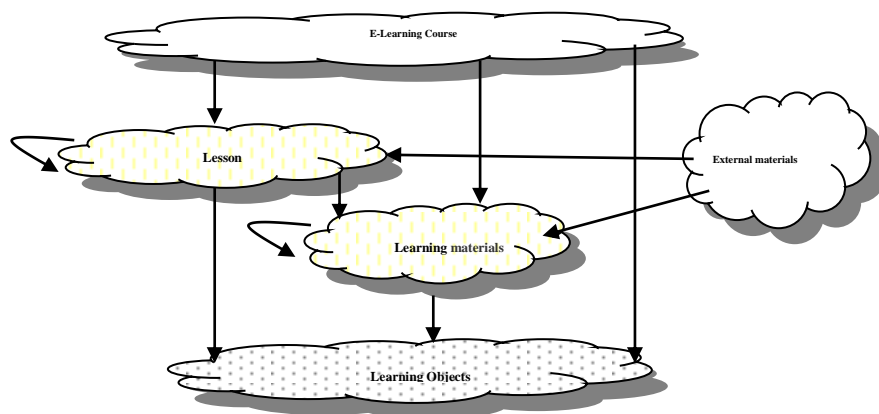 E-Learning Course
Lesson
External materials
Learning materials
Learning Objects